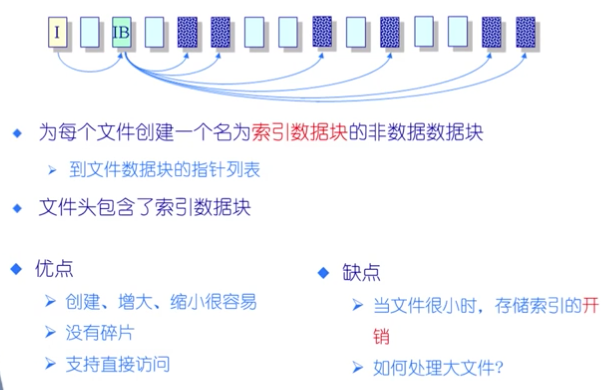 I IB
为每个文件创建一个名为索引数据块的非数据数据块
到文件数据块的指针列表
文件头包含了索引数据块
优点
创建、增大、缩小很容易
没有碎片
支持直接访问
缺点
当文件很小时，存储索引的开
销
如何处理大文件?